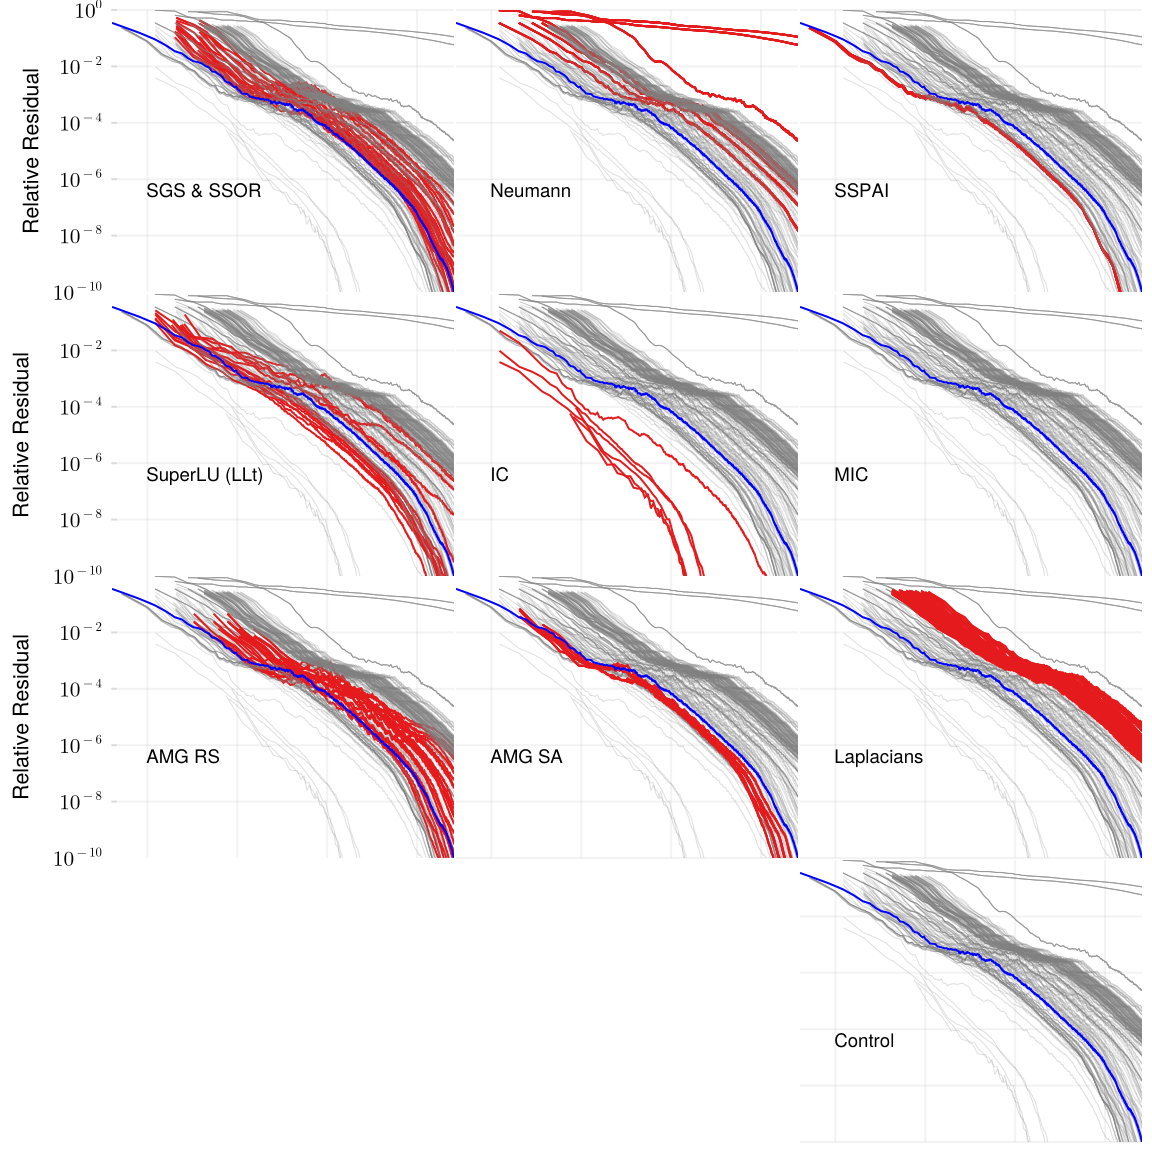 10^0
10^−2
10^−4
10^−6
10^−8
10^−10
Relative Residual
SGS & SSOR
Neumann
SSPAI
10^−2
10^−4
10^−6
10^−8
10^−10
Relative Residual
SuperLU (LLt)
IC
MIC
10^−2
10^−4
10^−6
10^−8
10^−10
Relative Residual
AMG RS
AMG SA
Laplacians
Control